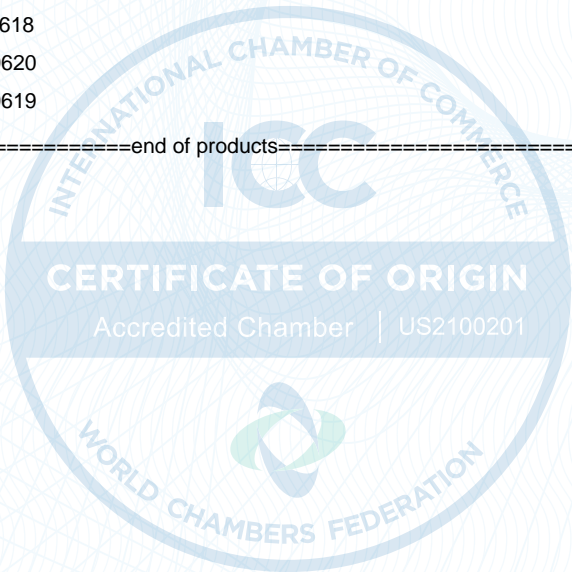 618
620
619
===========end of products=========================
INTERNATIONAL CHAMBER OF COMMERCE
ICC
CERTIFICATE OF ORIGIN
Accredited Chamber | US2100201
WORLD CHAMBERS FEDERATION